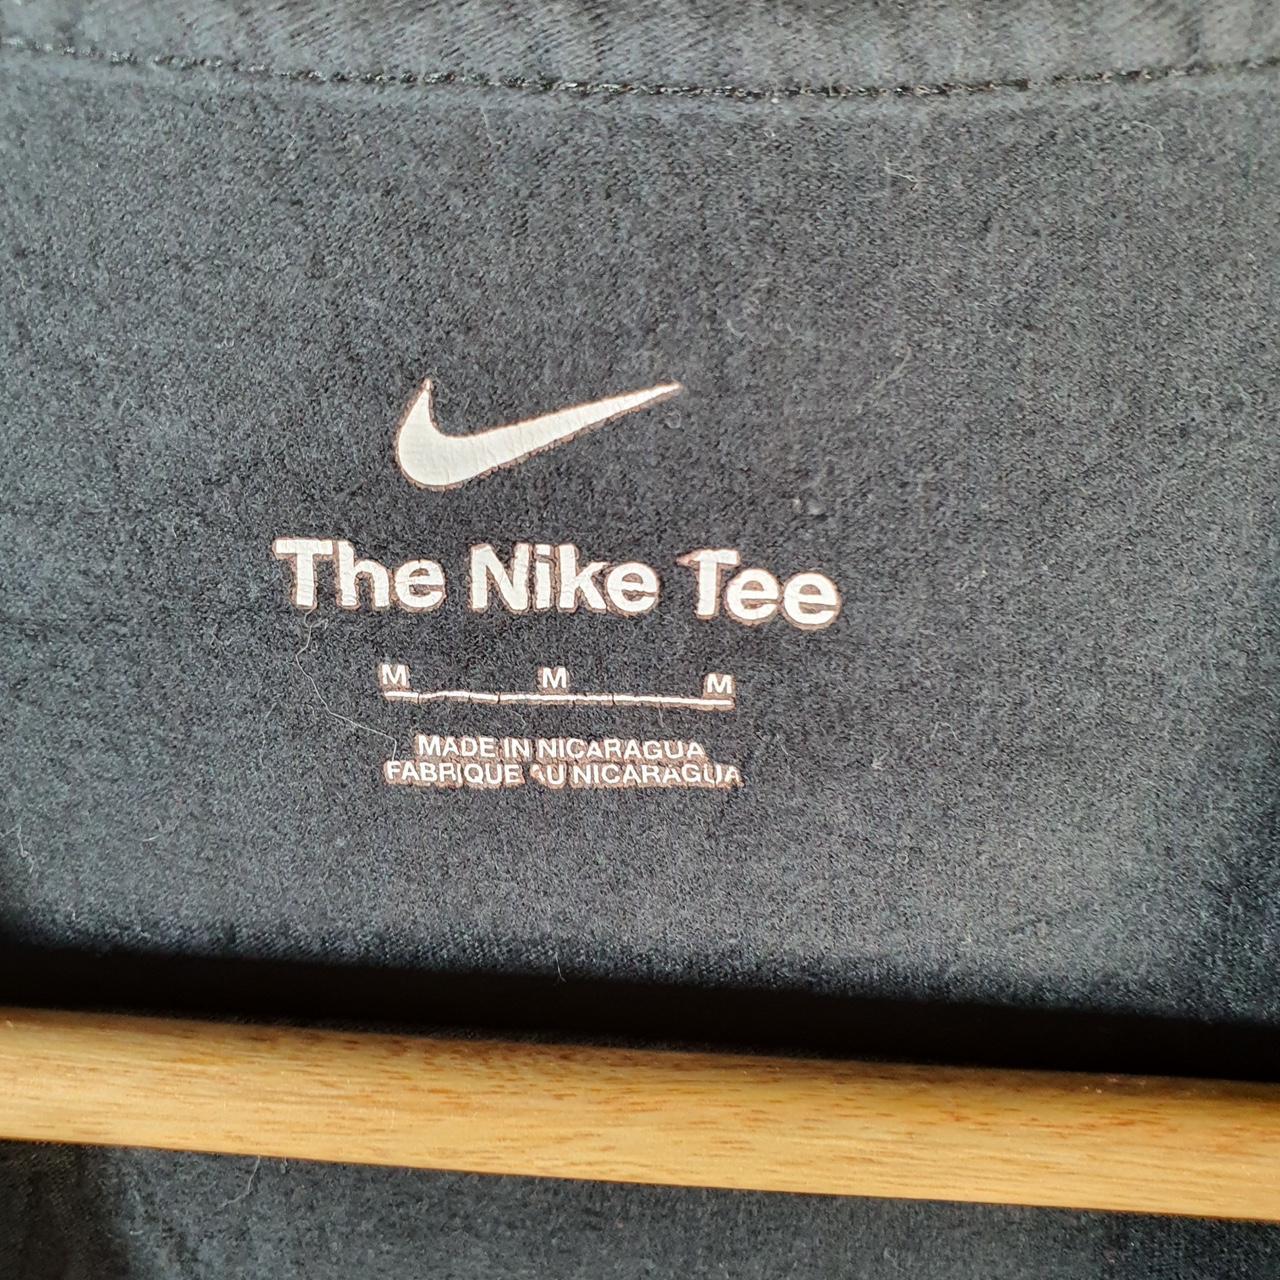 The Nike Tee
M M M
MADE IN NICARAGUA
FABRIQUE AU NICARAGUA